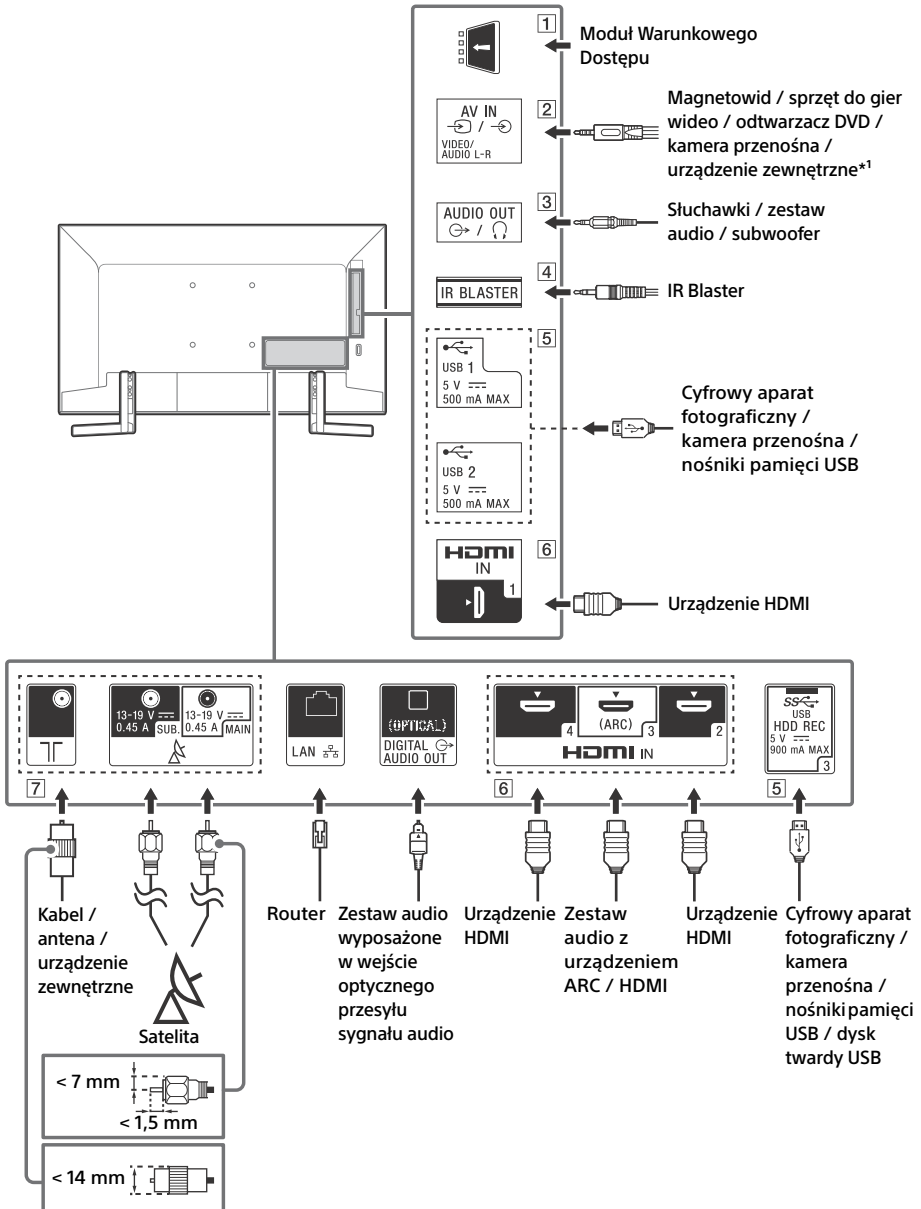 1
Moduł Warunkowego
Dostępu
AV IN
/
VIDEO/
AUDIO L-R
2
Magnetowid / sprzęt do gier
wideo / odtwarzacz DVD /
kamera przenośna /
urządzenie zewnętrzne*1
AUDIO OUT
/
3
Słuchawki / zestaw
audio / subwoofer
IR BLASTER
4
IR Blaster
5
USB 1
5 V
500 mA MAX
USB 2
5 V
500 mA MAX
Cyfrowy aparat
fotograficzny /
kamera przenośna /
nośniki pamięci USB
HDMI
IN
1
6
Urządzenie HDMI
13-19 V
0.45 A SUB.
13-19 V
0.45 A MAIN
LAN
(OPTICAL)
DIGITAL
AUDIO OUT
4
(ARC)
3
2
HDMI IN
SS
USB
HDD REC
5 V
900 mA MAX
3
7
6
5
Kabel /
antena /
urządzenie
zewnętrzne
Satelita
Router
Zestaw audio
wyposażone
w wejście
optycznego
przesyłu
sygnału audio
Urządzenie
HDMI
Zestaw
audio z
urządzeniem
ARC / HDMI
Urządzenie
HDMI
Cyfrowy aparat
fotograficzny /
kamera
przenośna /
nośniki pamięci
USB / dysk
twardy USB
< 7 mm
< 1,5 mm
< 14 mm